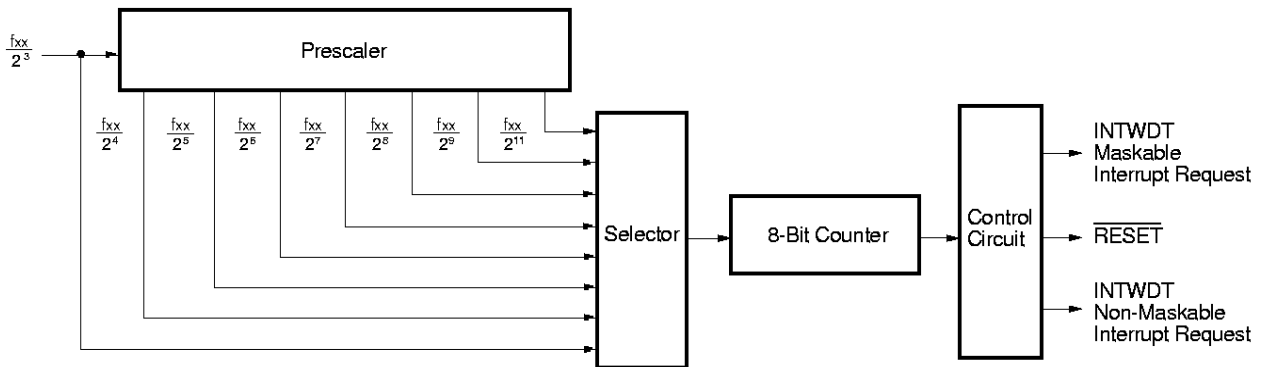 Prescaler
fxx
2³
fxx
2⁴
fxx
2⁵
fxx
2⁶
fxx
2⁷
fxx
2⁸
fxx
2⁹
fxx
2¹¹
Selector
8-Bit Counter
Control
Circuit
INTWDT
Maskable
Interrupt Request
RESET
INTWDT
Non-Maskable
Interrupt Request